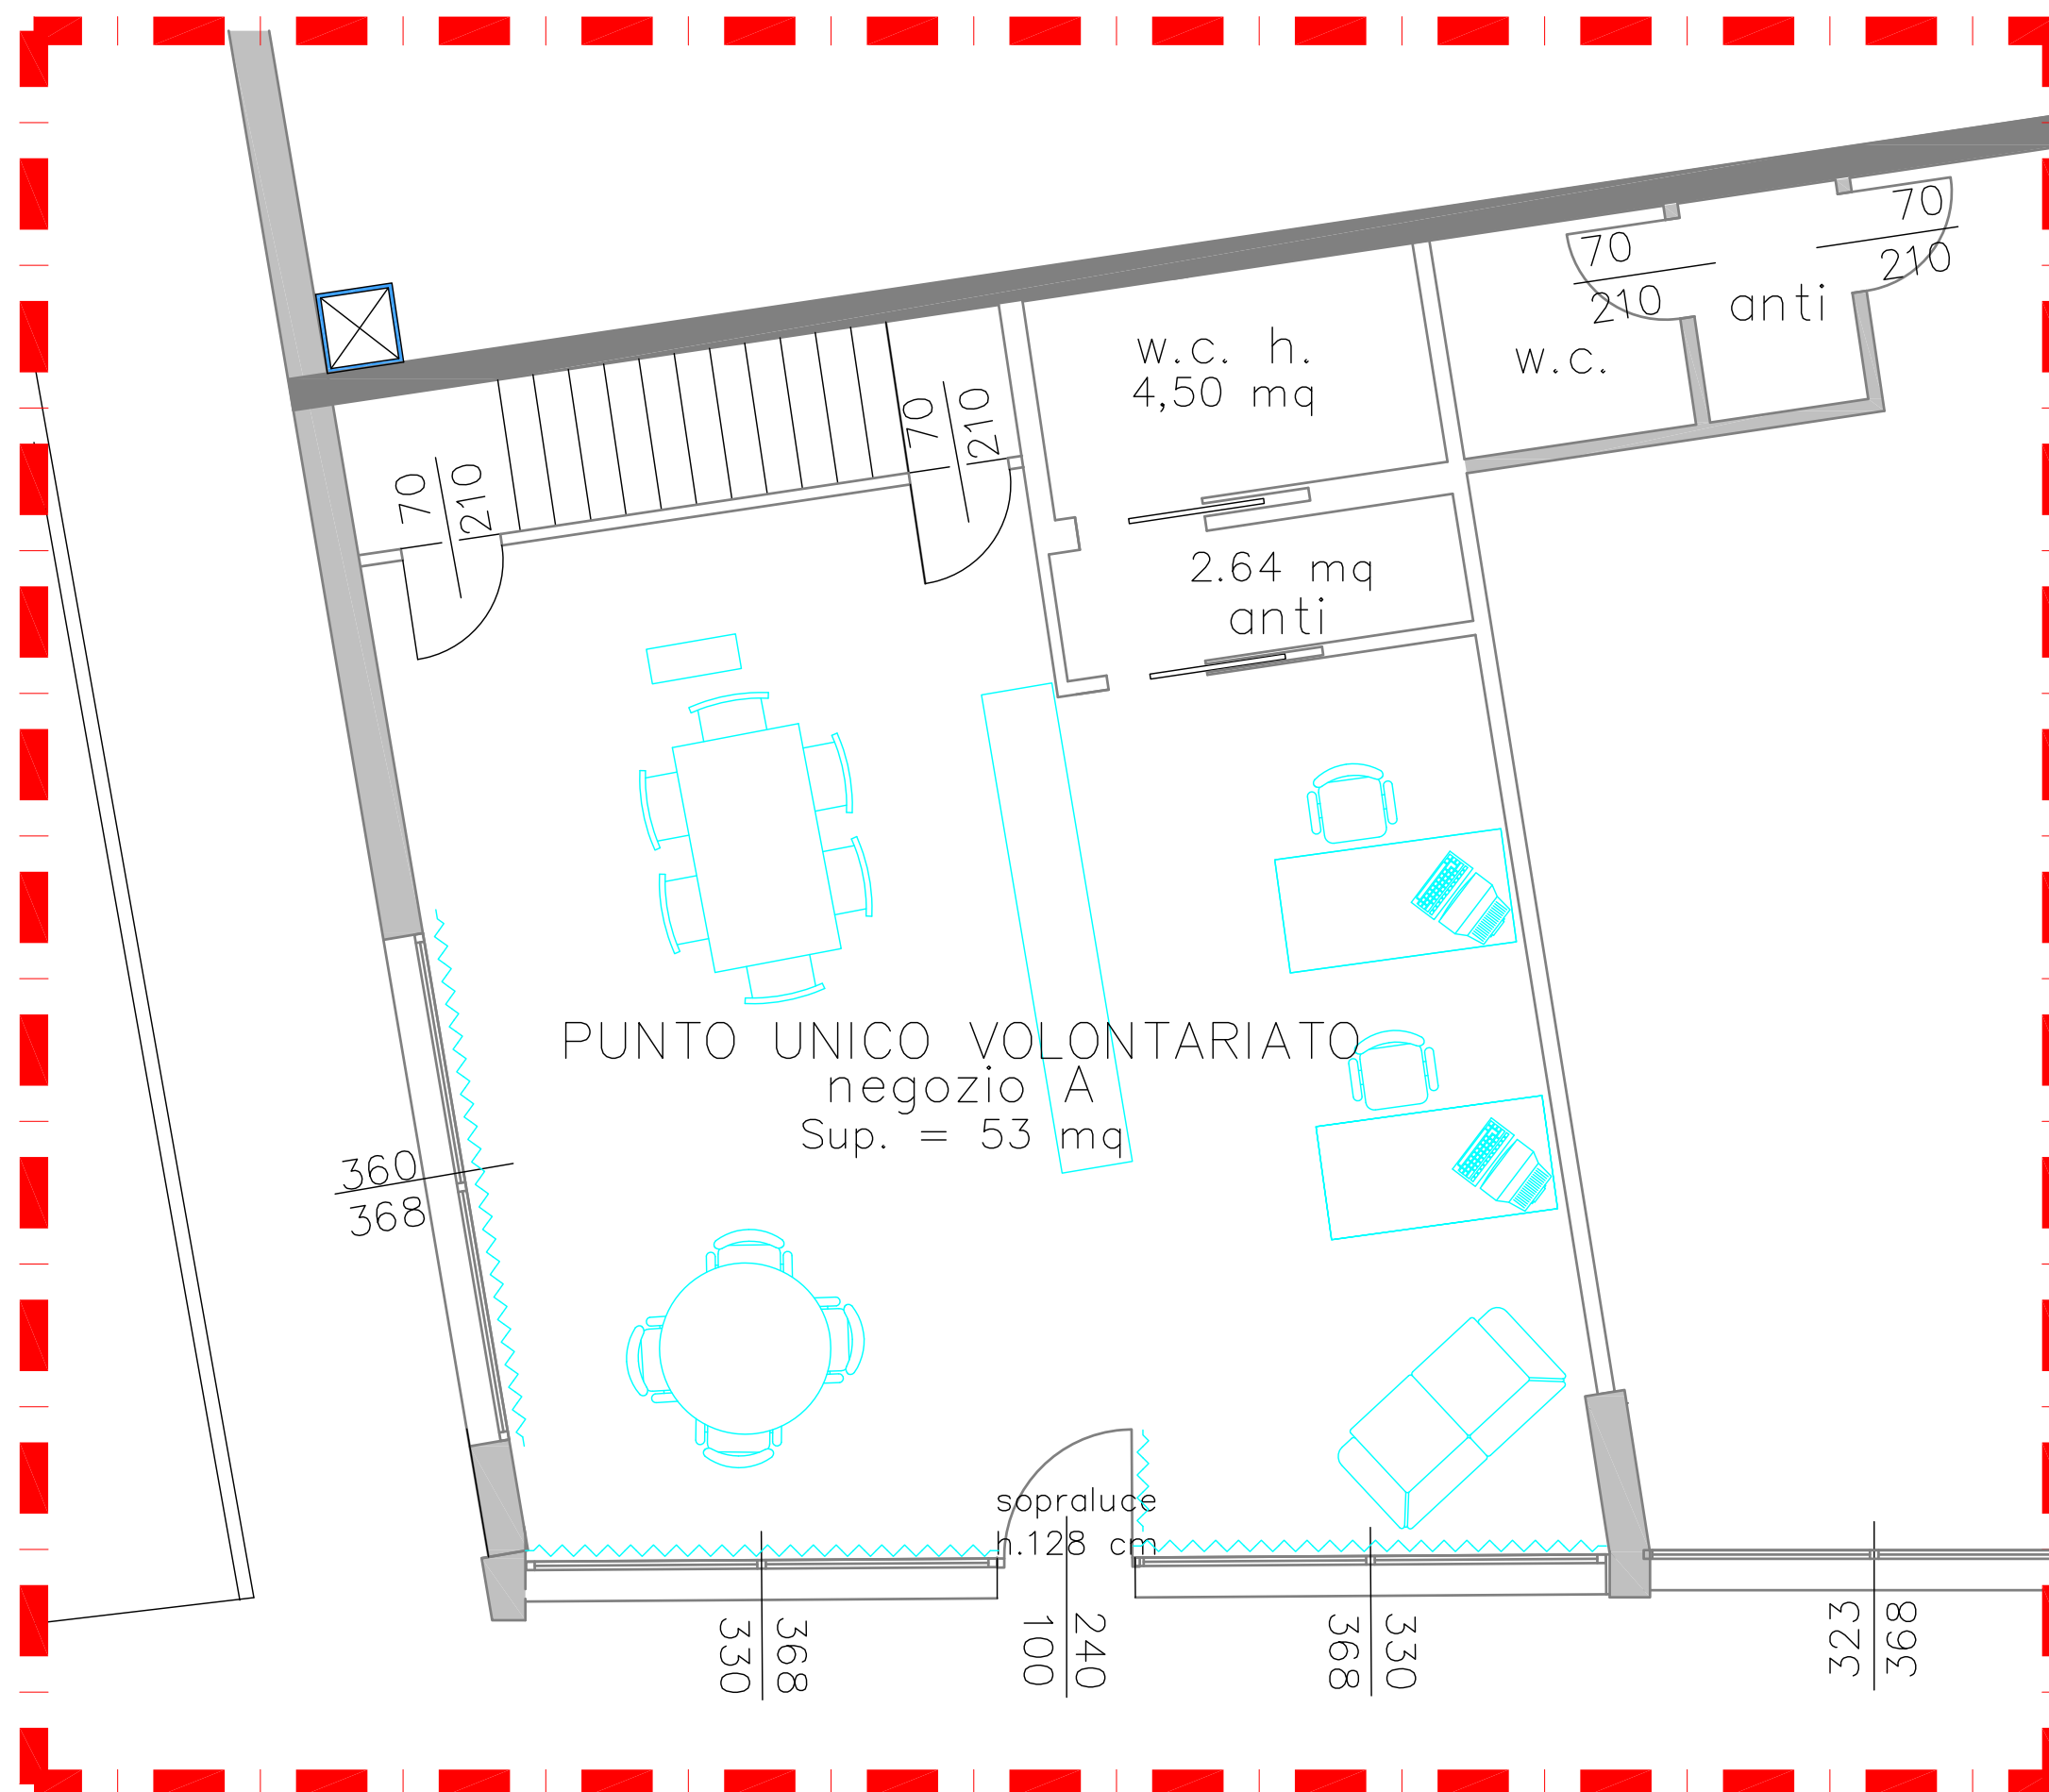 70
210
70
210
w.c. h.
4,50 mq
w.c.
anti
70
210
70
210
2.64 mq
anti
PUNTO UNICO VOLONTARIATO
negozio A
Sup. = 53 mq
360
368
sopraluce
h.128 cm
368
330
240
100
330
368
368
323